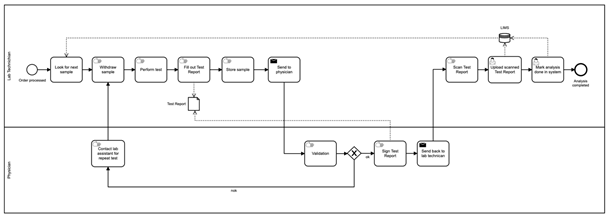 LIMS
Lab Technician
Look for next
sample
Withdraw
sample
Perform test
Fill out Test
Report
Store sample
Send to
physician
Scan Test
Report
Upload scanned
Test Report
Mark analysis
done in system
Order processed
Analysis
completed
Test Report
Physician
Contact lab
assistant for
repeat test
Validation
ok
Sign Test
Report
Send back to
lab technician